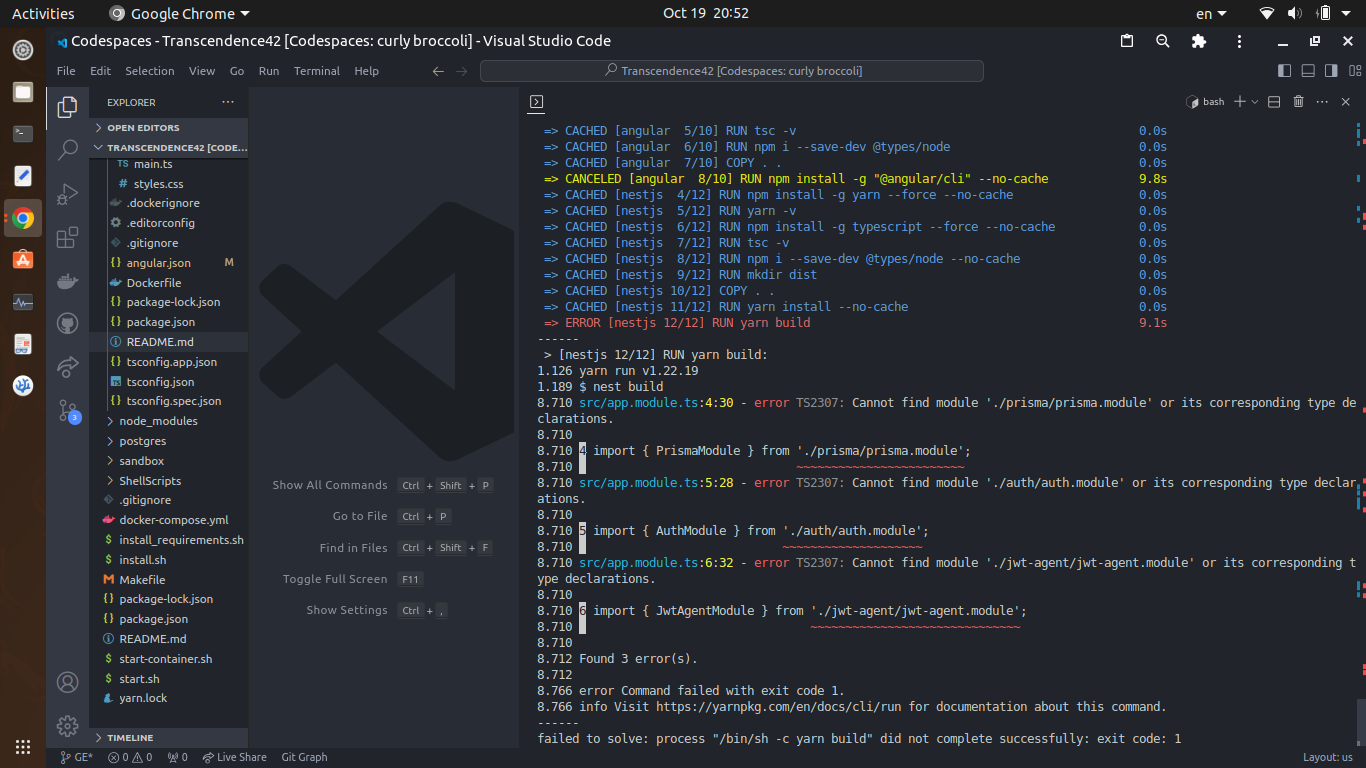 Activities
Google Chrome
Oct 19 20:52
en
Codespaces - Transcendence42 [Codespaces: curly broccoli] - Visual Studio Code
File Edit Selection View Go Run Terminal Help
Transcendence42 [Codespaces: curly broccoli]
EXPLORER
OPEN EDITORS
TRANSCENDENCE42 [CODE...
TS main.ts
# styles.css
.dockerignore
.editorconfig
.gitignore
{} angular.json M
Dockerfile
{} package-lock.json
{} package.json
README.md
{} tsconfig.app.json
TS tsconfig.json
{} tsconfig.spec.json
node_modules
postgres
sandbox
ShellScripts
.gitignore
docker-compose.yml
$ install_requirements.sh
$ install.sh
M Makefile
{} package-lock.json
{} package.json
README.md
$ start-container.sh
$ start.sh
yarn.lock
TIMELINE
3
Show All Commands Ctrl + Shift + P
Go to File Ctrl + P
Find in Files Ctrl + Shift + F
Toggle Full Screen F11
Show Settings Ctrl + ,
bash
=> CACHED [angular  5/10] RUN tsc -v 0.0s
=> CACHED [angular  6/10] RUN npm i --save-dev @types/node 0.0s
=> CACHED [angular  7/10] COPY . . 0.0s
=> CANCELED [angular  8/10] RUN npm install -g "@angular/cli" --no-cache 9.8s
=> CACHED [nestjs  4/12] RUN npm install -g yarn --force --no-cache 0.0s
=> CACHED [nestjs  5/12] RUN yarn -v 0.0s
=> CACHED [nestjs  6/12] RUN npm install -g typescript --force --no-cache 0.0s
=> CACHED [nestjs  7/12] RUN tsc -v 0.0s
=> CACHED [nestjs  8/12] RUN npm i --save-dev @types/node --no-cache 0.0s
=> CACHED [nestjs  9/12] RUN mkdir dist 0.0s
=> CACHED [nestjs 10/12] COPY . . 0.0s
=> CACHED [nestjs 11/12] RUN yarn install --no-cache 0.0s
=> ERROR [nestjs 12/12] RUN yarn build 9.1s
------
> [nestjs 12/12] RUN yarn build:
1.126 yarn run v1.22.19
1.189 $ nest build
8.710 src/app.module.ts:4:30 - error TS2307: Cannot find module './prisma/prisma.module' or its corresponding type de
clarations.
8.710
8.710 4 import { PrismaModule } from './prisma/prisma.module';
8.710 ~~~~~~~~~~~~~~~~~~~~~~~~
8.710 src/app.module.ts:5:28 - error TS2307: Cannot find module './auth/auth.module' or its corresponding type declar
ations.
8.710
8.710 5 import { AuthModule } from './auth/auth.module';
8.710 ~~~~~~~~~~~~~~~~~~~~
8.710 src/app.module.ts:6:32 - error TS2307: Cannot find module './jwt-agent/jwt-agent.module' or its corresponding t
ype declarations.
8.710
8.710 6 import { JwtAgentModule } from './jwt-agent/jwt-agent.module';
8.710 ~~~~~~~~~~~~~~~~~~~~~~~~~~~~~~
8.710
8.712 Found 3 error(s).
8.712
8.766 error Command failed with exit code 1.
8.766 info Visit https://yarnpkg.com/en/docs/cli/run for documentation about this command.
------
failed to solve: process "/bin/sh -c yarn build" did not complete successfully: exit code: 1
GE* 0 0 0 Live Share Git Graph
Layout: us